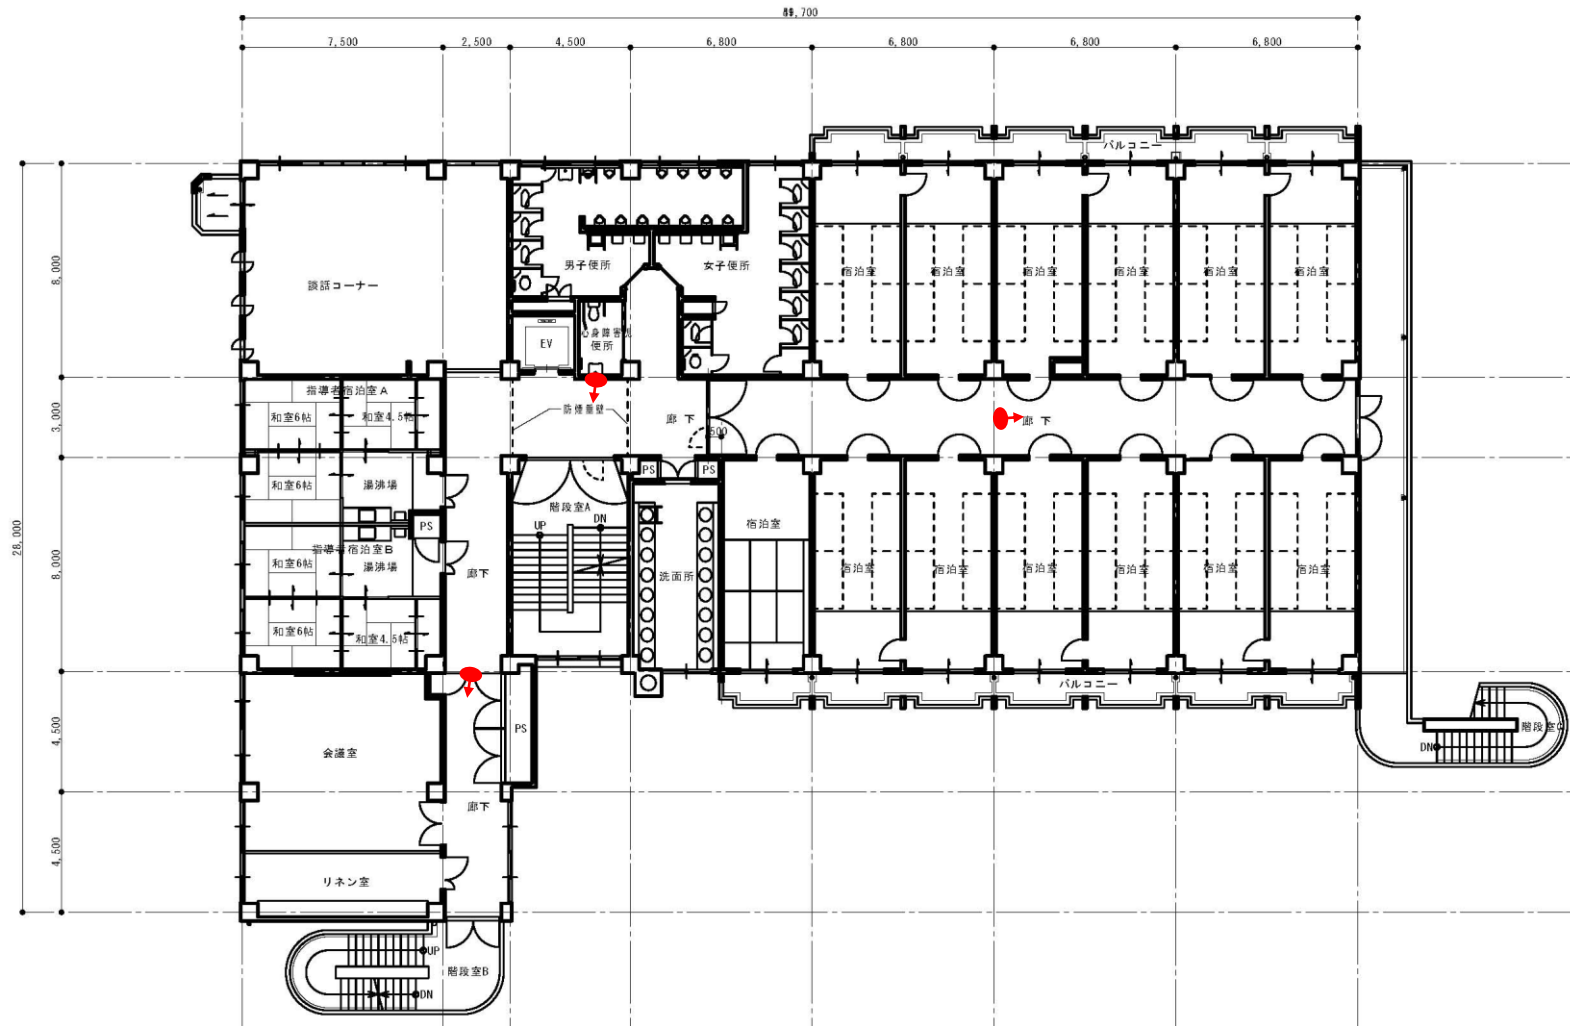 7,500
2,500
4,500
6,800
6,800
6,800
6,800
バルコニー
8,000
3,000
28,000
8,000
4,500
4,500
談話コーナー
男子便所
女子便所
EV
便所
宿泊室
宿泊室
宿泊室
宿泊室
宿泊室
宿泊室
指導者宿泊室A
和室6帖
和室4.5帖
防煙垂壁
廊下
500
廊下
和室6帖
湯沸場
PS
PS
PS
階段室A
UP
DN
宿泊室
指導者宿泊室B
和室6帖
湯沸場
廊下
洗面所
宿泊室
宿泊室
宿泊室
宿泊室
宿泊室
宿泊室
和室6帖
和室4.5帖
バルコニー
会議室
PS
階段室C
DN
廊下
リネン室
UP
階段室B
DN